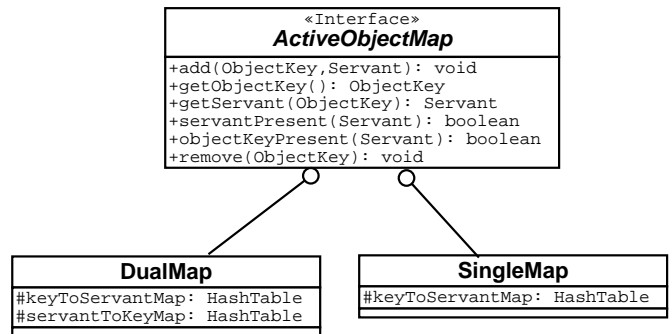 «Interface»
ActiveObjectMap
+add(ObjectKey,Servant): void
+getObjectKey(): ObjectKey
+getServant(ObjectKey): Servant
+servantPresent(Servant): boolean
+objectKeyPresent(Servant): boolean
+remove(ObjectKey): void
DualMap
#keyToServantMap: HashTable
#servantToKeyMap: HashTable
SingleMap
#keyToServantMap: HashTable